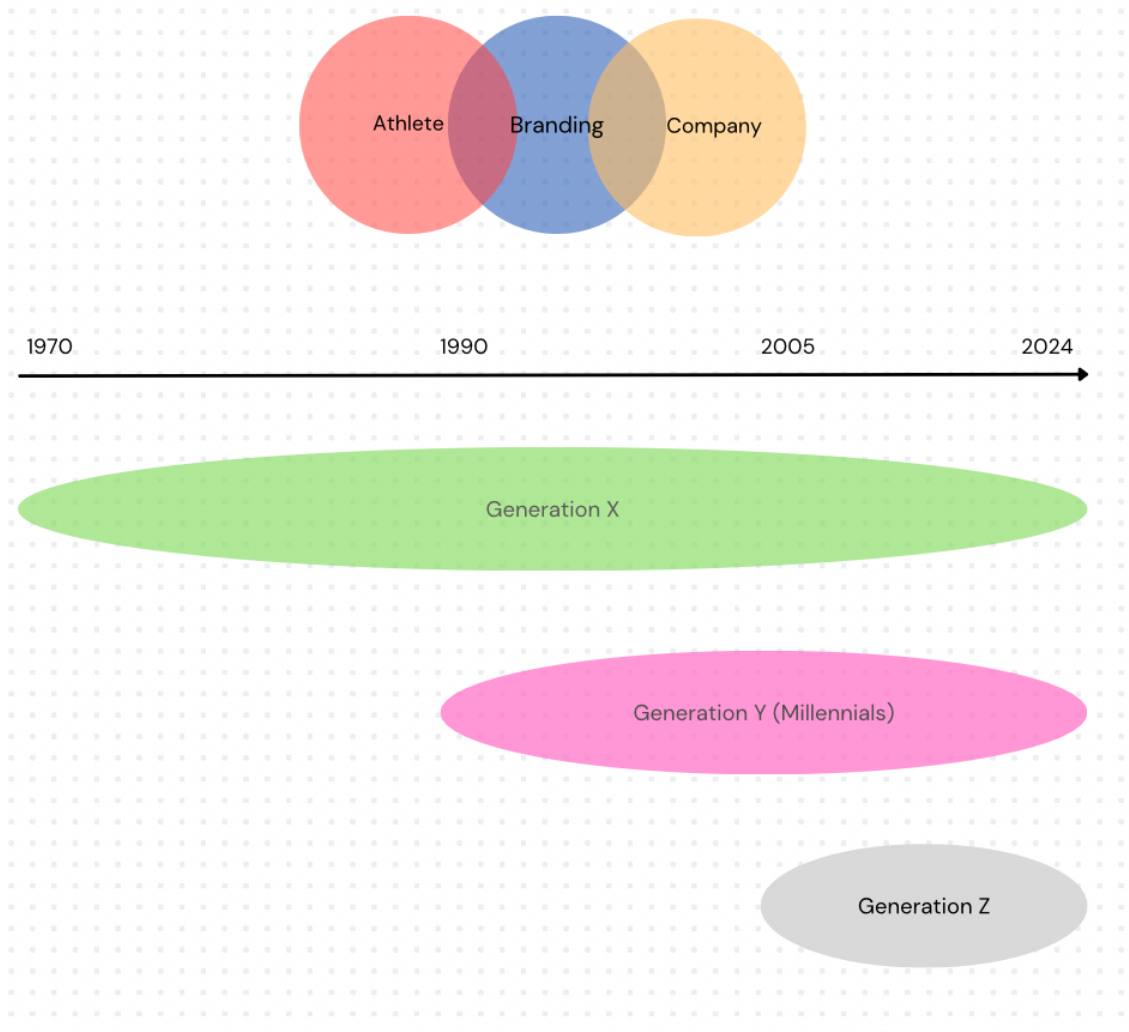 Athlete
Branding
Company
1970
1990
2005
2024
Generation X
Generation Y (Millennials)
Generation Z